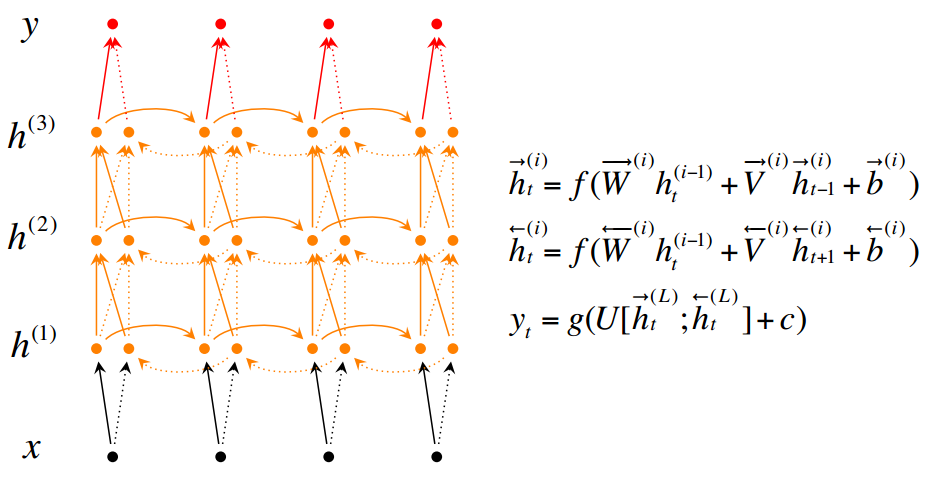 y
h⁽³⁾
h⁽²⁾
h⁽¹⁾
x
→h_t^(i) = f(→W^(i) h_t^(i−1) + →V^(i) →h_{t−1}^(i) + →b^(i))
←h_t^(i) = f(←W^(i) h_t^(i−1) + ←V^(i) ←h_{t+1}^(i) + ←b^(i))
y_t = g(U[→h_t^(L) ; ←h_t^(L)] + c)